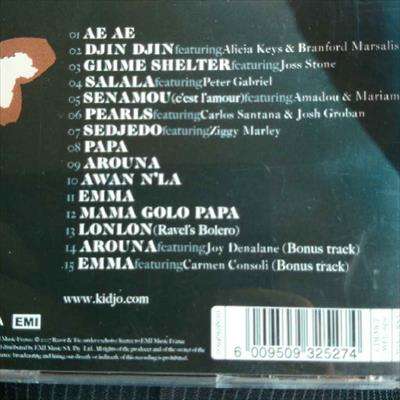 01 AE AE
02 DJIN DJIN featuring Alicia Keys & Branford Marsalis
03 GIMME SHELTER featuring Joss Stone
04 SALALA featuring Peter Gabriel
05 SENAMOU (c'est l'amour) featuring Amadou & Mariam
06 PEARLS featuring Carlos Santana & Josh Groban
07 SEDJEDO featuring Ziggy Marley
08 PAPA
09 AROUNA
10 AWAN N'LA
11 EMMA
12 MAMA GOLO PAPA
13 LONLON (Ravel's Bolero)
14 AROUNA featuring Joy Denalane (Bonus track)
15 EMMA featuring Carmen Consoli (Bonus track)
www.kidjo.com
EMI
6 009509 325274